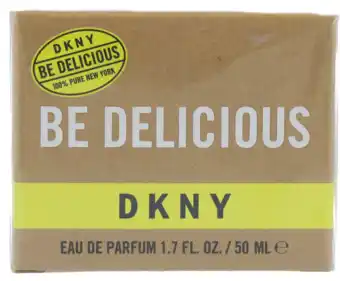 DKNY
BE DELICIOUS
100% PURE NEW YORK
BE DELICIOUS
DKNY
EAU DE PARFUM 1.7 FL. OZ. / 50 ML ℮